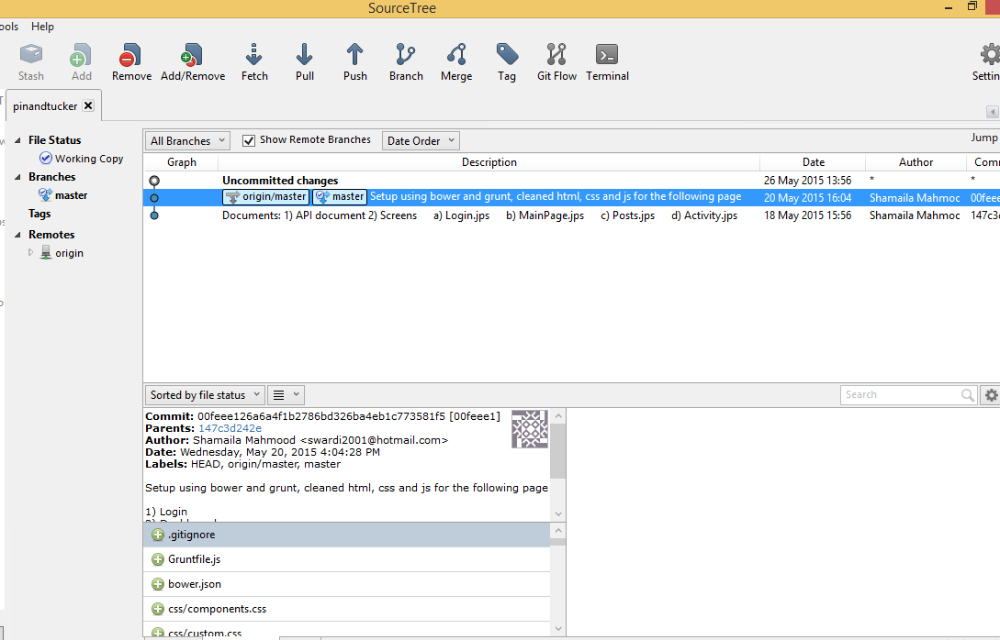 SourceTree
ools Help
Stash Add Remove Add/Remove Fetch Pull Push Branch Merge Tag Git Flow Terminal Settin
pinandtucker
File Status
Working Copy
Branches
master
Tags
Remotes
origin
All Branches Show Remote Branches Date Order Jump
Graph Description Date Author Com
Uncommitted changes 26 May 2015 13:56 * *
origin/master master Setup using bower and grunt, cleaned html, css and js for the following page 20 May 2015 16:04 Shamaila Mahmooc 00feee
Documents: 1) API document 2) Screens a) Login.jps b) MainPage.jps c) Posts.jps d) Activity.jps 18 May 2015 15:56 Shamaila Mahmooc 147c3
Sorted by file status Search
Commit: 00feee126a6a4f1b2786bd326ba4eb1c773581f5 [00feee1]
Parents: 147c3d242e
Author: Shamaila Mahmood <swardi2001@hotmail.com>
Date: Wednesday, May 20, 2015 4:04:28 PM
Labels: HEAD, origin/master, master
Setup using bower and grunt, cleaned html, css and js for the following page
1) Login
.gitignore
Gruntfile.js
bower.json
css/components.css
css/custom.css